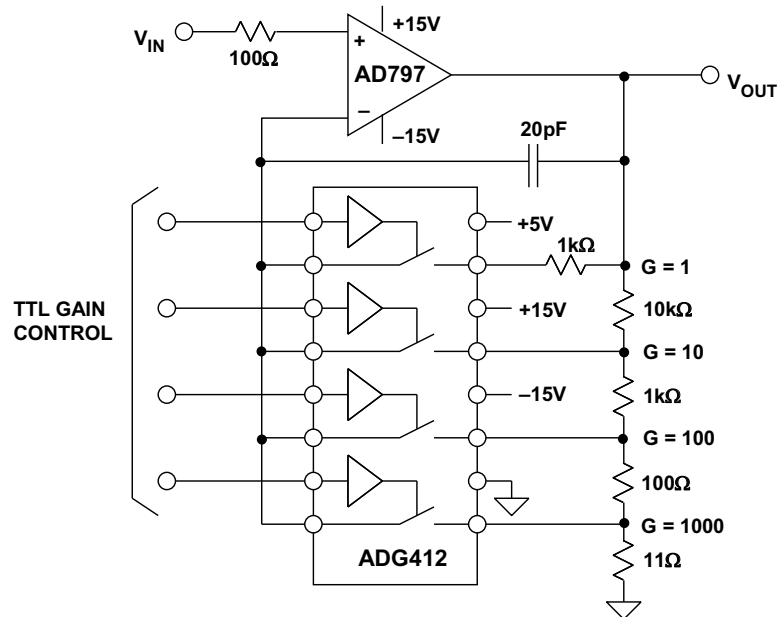 +15V
V_IN
100Ω
+
AD797
–
V_OUT
–15V
20pF
+5V
1kΩ
G = 1
TTL GAIN
CONTROL
+15V
10kΩ
G = 10
–15V
1kΩ
G = 100
100Ω
G = 1000
ADG412
11Ω